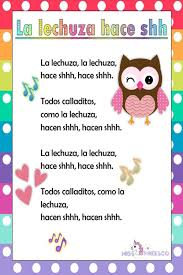 La lechuza hace shh
La lechuza, la lechuza,
hace shhh, hace shhh.
Todos calladitos,
como la lechuza,
hacen shhh, hacen shhh.
La lechuza, la lechuza,
hace shhh, hace shhh.
Todos calladitos, como la
lechuza,
hacen shhh, hacen shhh.